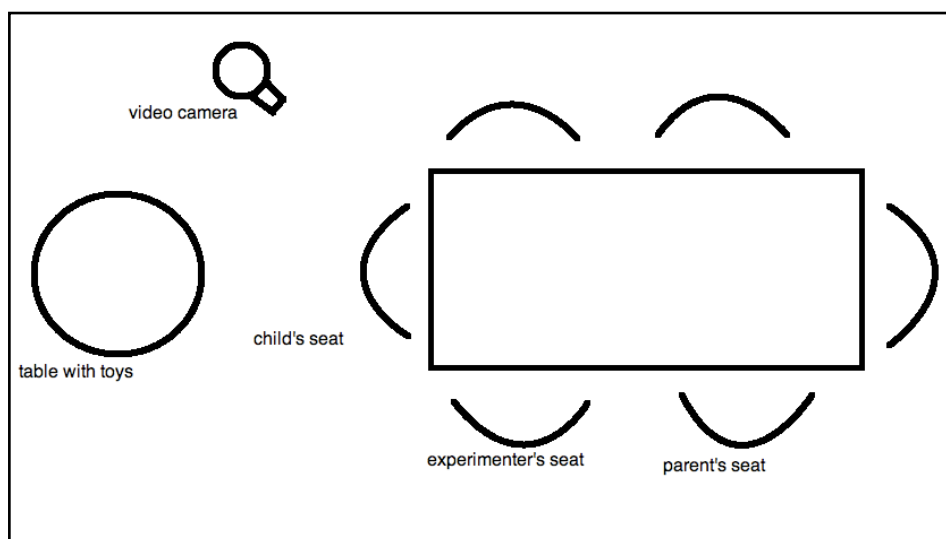 video camera
child's seat
table with toys
experimenter's seat
parent's seat